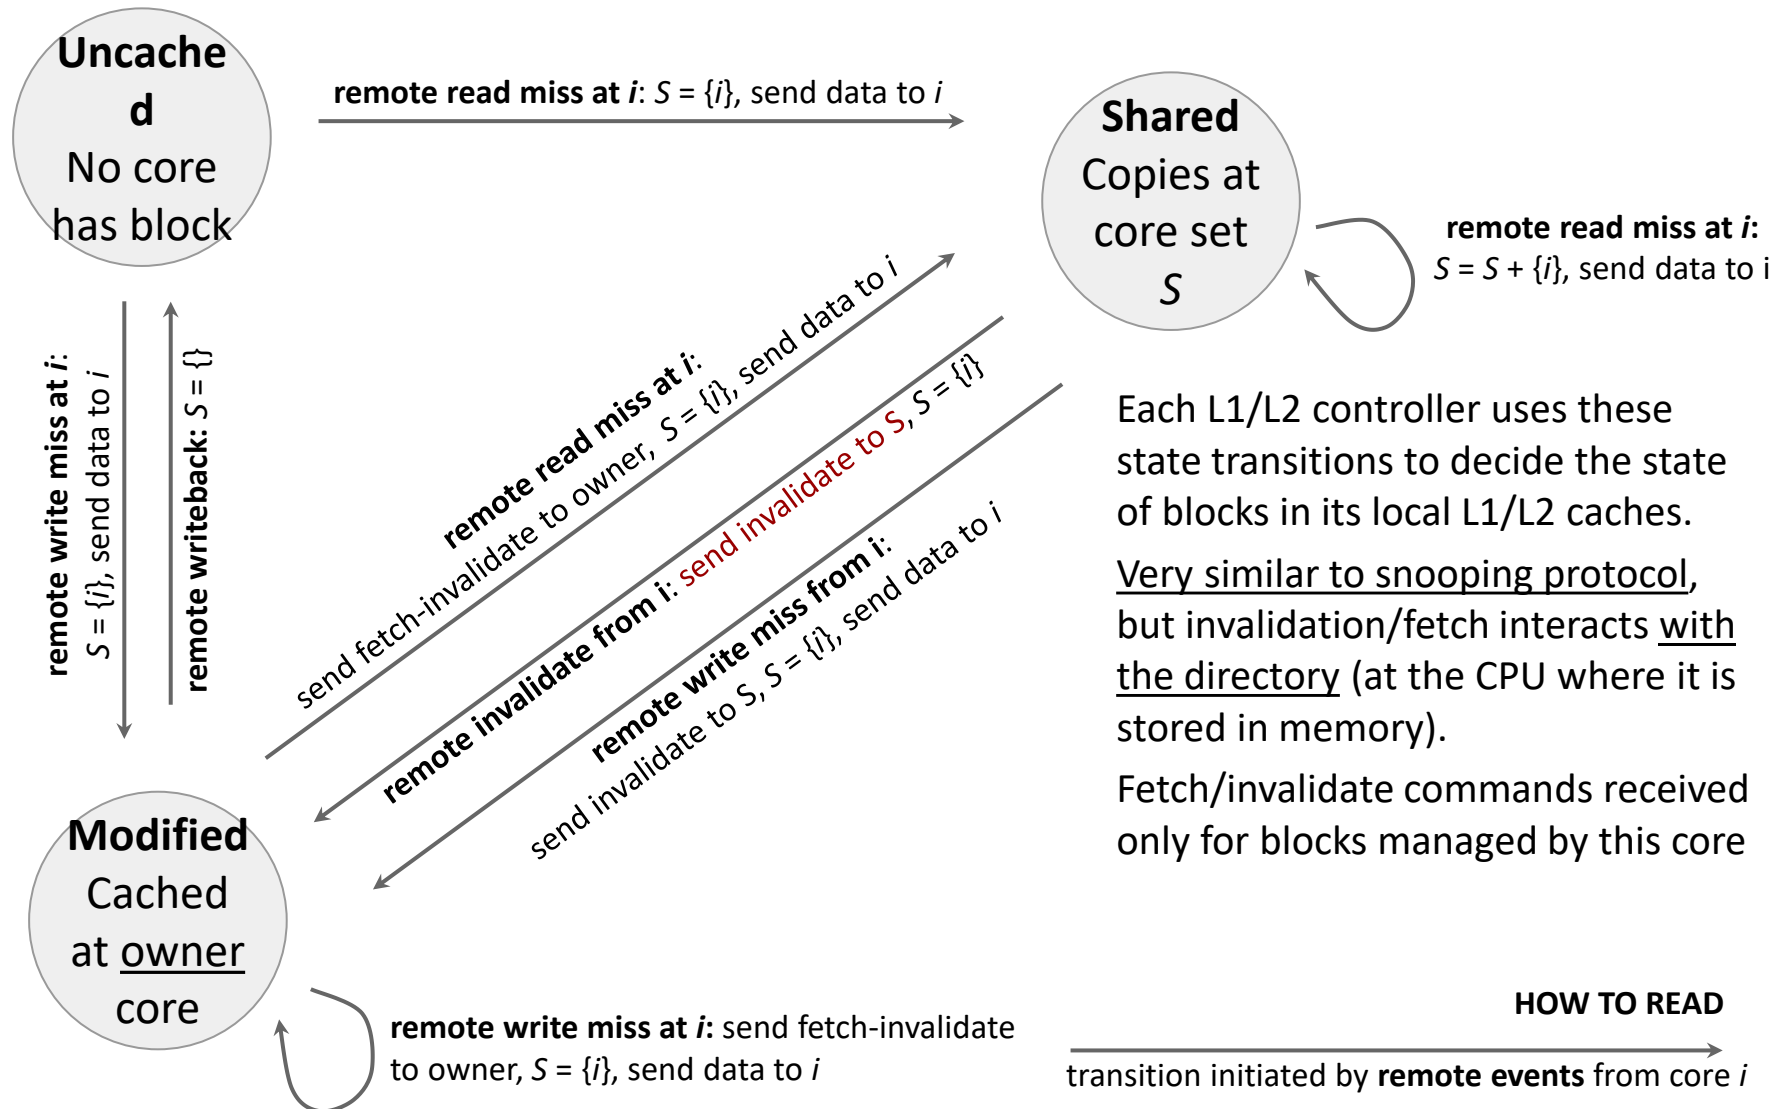 Uncache
d
No core
has block
remote read miss at i: S = {i}, send data to i
Shared
Copies at
core set
S
remote read miss at i:
S = S + {i}, send data to i
remote write miss at i:
S = {i}, send data to i
remote writeback: S = {}
remote read miss at i:
send fetch-invalidate to owner, S = {i}, send data to i
remote invalidate from i: send invalidate to S, S = {i}
remote write miss from i:
send invalidate to S, S = {i}, send data to i
Each L1/L2 controller uses these
state transitions to decide the state
of blocks in its local L1/L2 caches.
Very similar to snooping protocol,
but invalidation/fetch interacts with
the directory (at the CPU where it is
stored in memory).
Fetch/invalidate commands received
only for blocks managed by this core
Modified
Cached
at owner
core
remote write miss at i: send fetch-invalidate
to owner, S = {i}, send data to i
HOW TO READ
transition initiated by remote events from core i